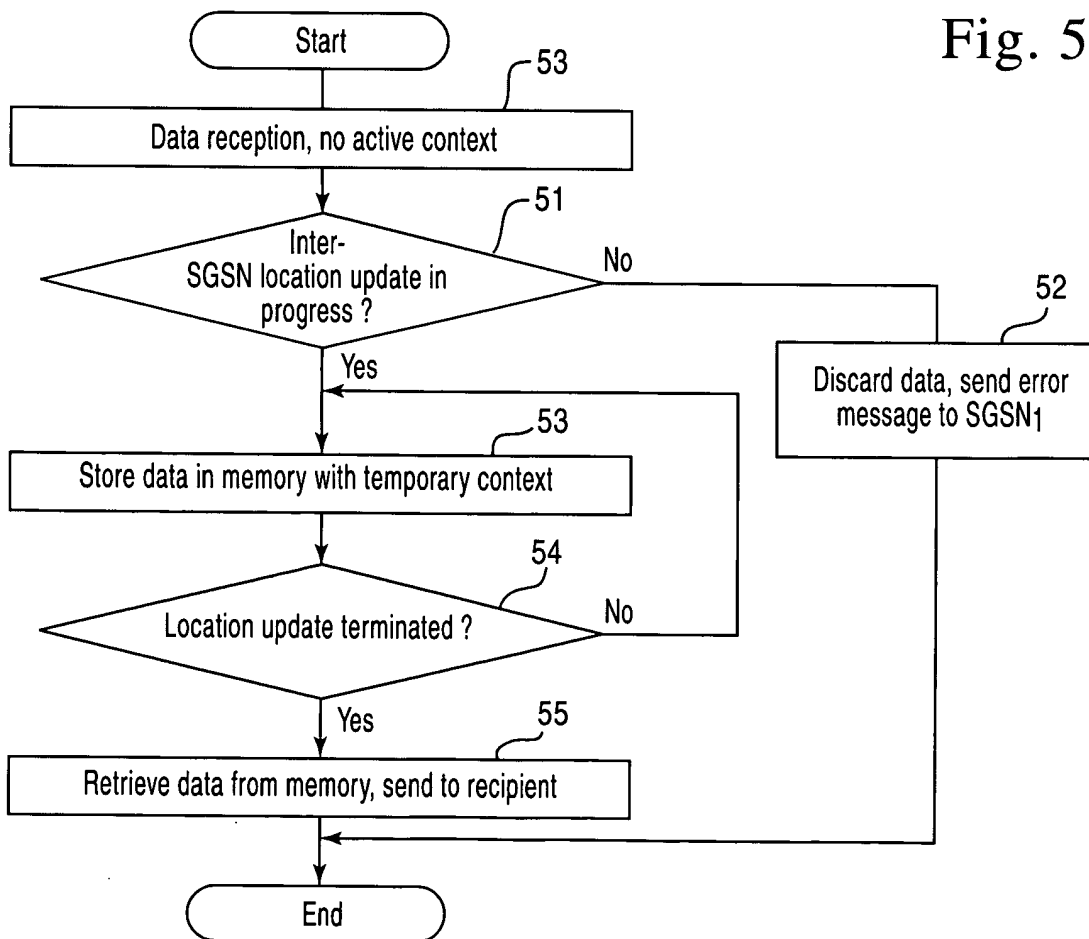 Fig. 5
Start
53
Data reception, no active context
51
Inter-
SGSN location update in
progress ?
No
52
Discard data, send error
message to SGSN1
Yes
53
Store data in memory with temporary context
54
Location update terminated ?
No
Yes
55
Retrieve data from memory, send to recipient
End